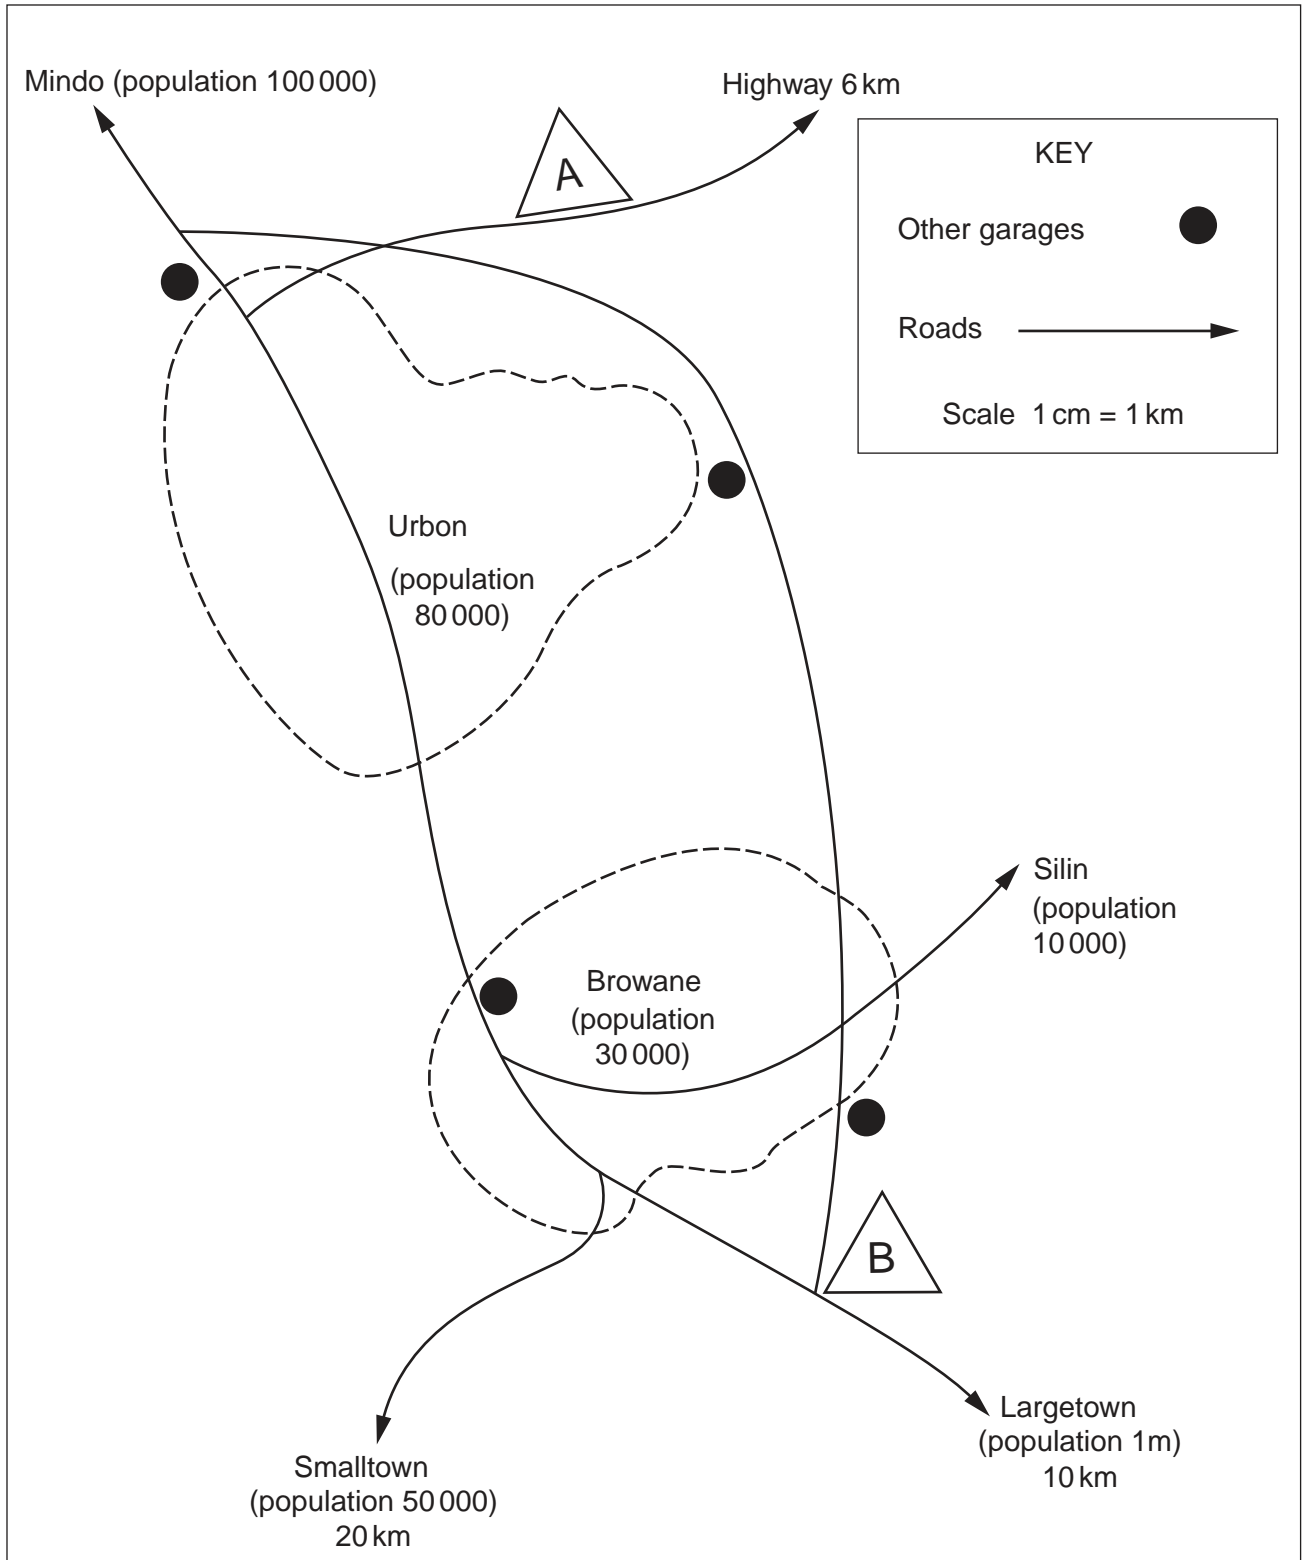 Mindo (population 100 000)
Highway 6 km
A
KEY
Other garages
Roads
Scale 1 cm = 1 km
Urbon
(population
80 000)
Silin
(population
10 000)
Browane
(population
30 000)
B
Largetown
(population 1m)
10 km
Smalltown
(population 50 000)
20 km